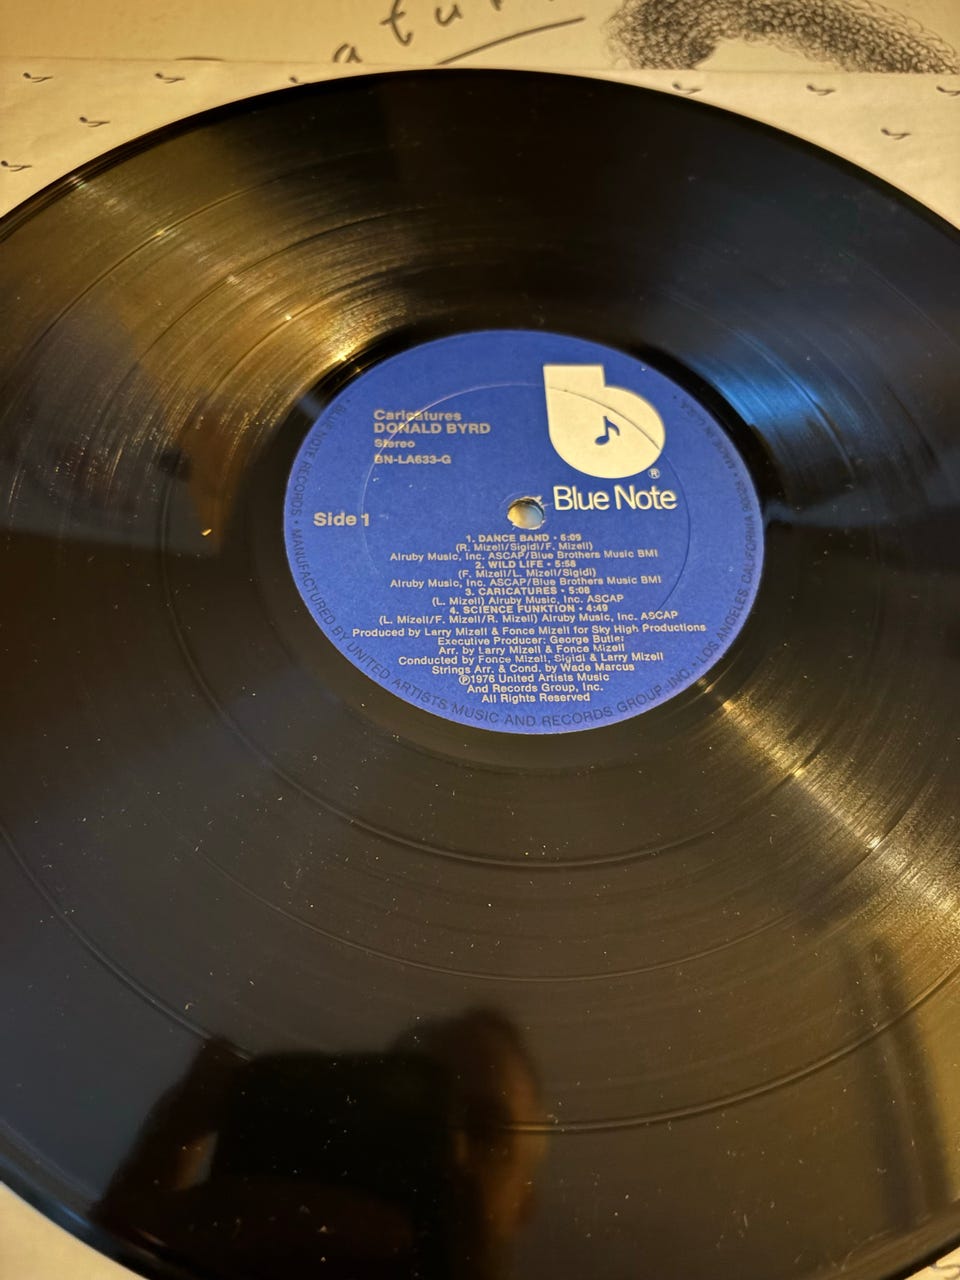 atur
Caricatures
DONALD BYRD
Stereo
BN-LA633-G
Blue Note
®
Side 1
1. DANCE BAND • 6:09
(R. Mizell/Sigidi/F. Mizell)
Alruby Music, Inc. ASCAP/Blue Brothers Music BMI
2. WILD LIFE • 5:58
(F. Mizell/L. Mizell/Sigidi)
Alruby Music, Inc. ASCAP/Blue Brothers Music BMI
3. CARICATURES • 5:08
(L. Mizell) Alruby Music, Inc. ASCAP
4. SCIENCE FUNKTION • 4:49
(L. Mizell/F. Mizell/R. Mizell) Alruby Music, Inc. ASCAP
Produced by Larry Mizell & Fonce Mizell for Sky High Productions
Executive Producer: George Butler
Arr. by Larry Mizell & Fonce Mizell
Conducted by Fonce Mizell, Sigidi & Larry Mizell
Strings Arr. & Cond. by Wade Marcus
℗1976 United Artists Music
And Records Group, Inc.
All Rights Reserved
• BLUE NOTE RECORDS • MANUFACTURED BY UNITED ARTISTS MUSIC AND RECORDS GROUP, INC. • LOS ANGELES, CALIFORNIA 90028 • MADE IN U.S.A. •